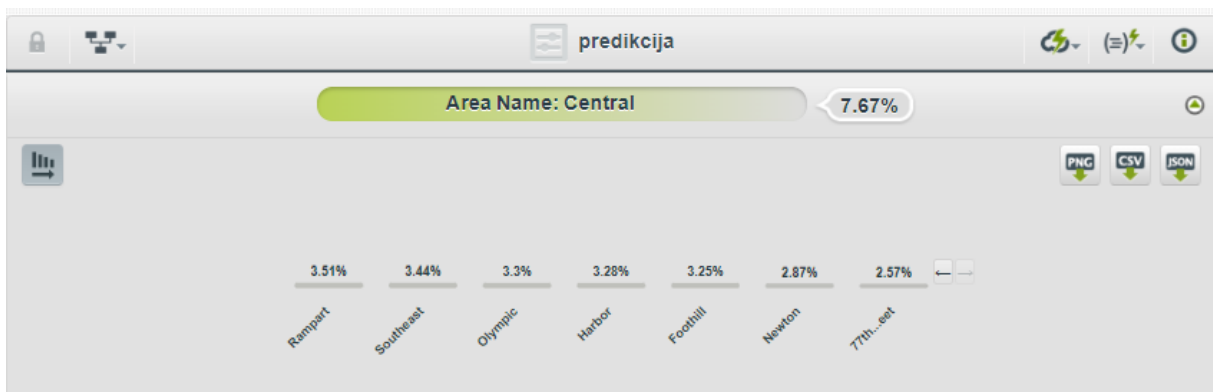 predikcija
(=)
Area Name: Central 7.67%
PNG CSV JSON
3.51% 3.44% 3.3% 3.28% 3.25% 2.87% 2.57% ← →
Rampart Southeast Olympic Harbor Foothill Newton 77th...eet